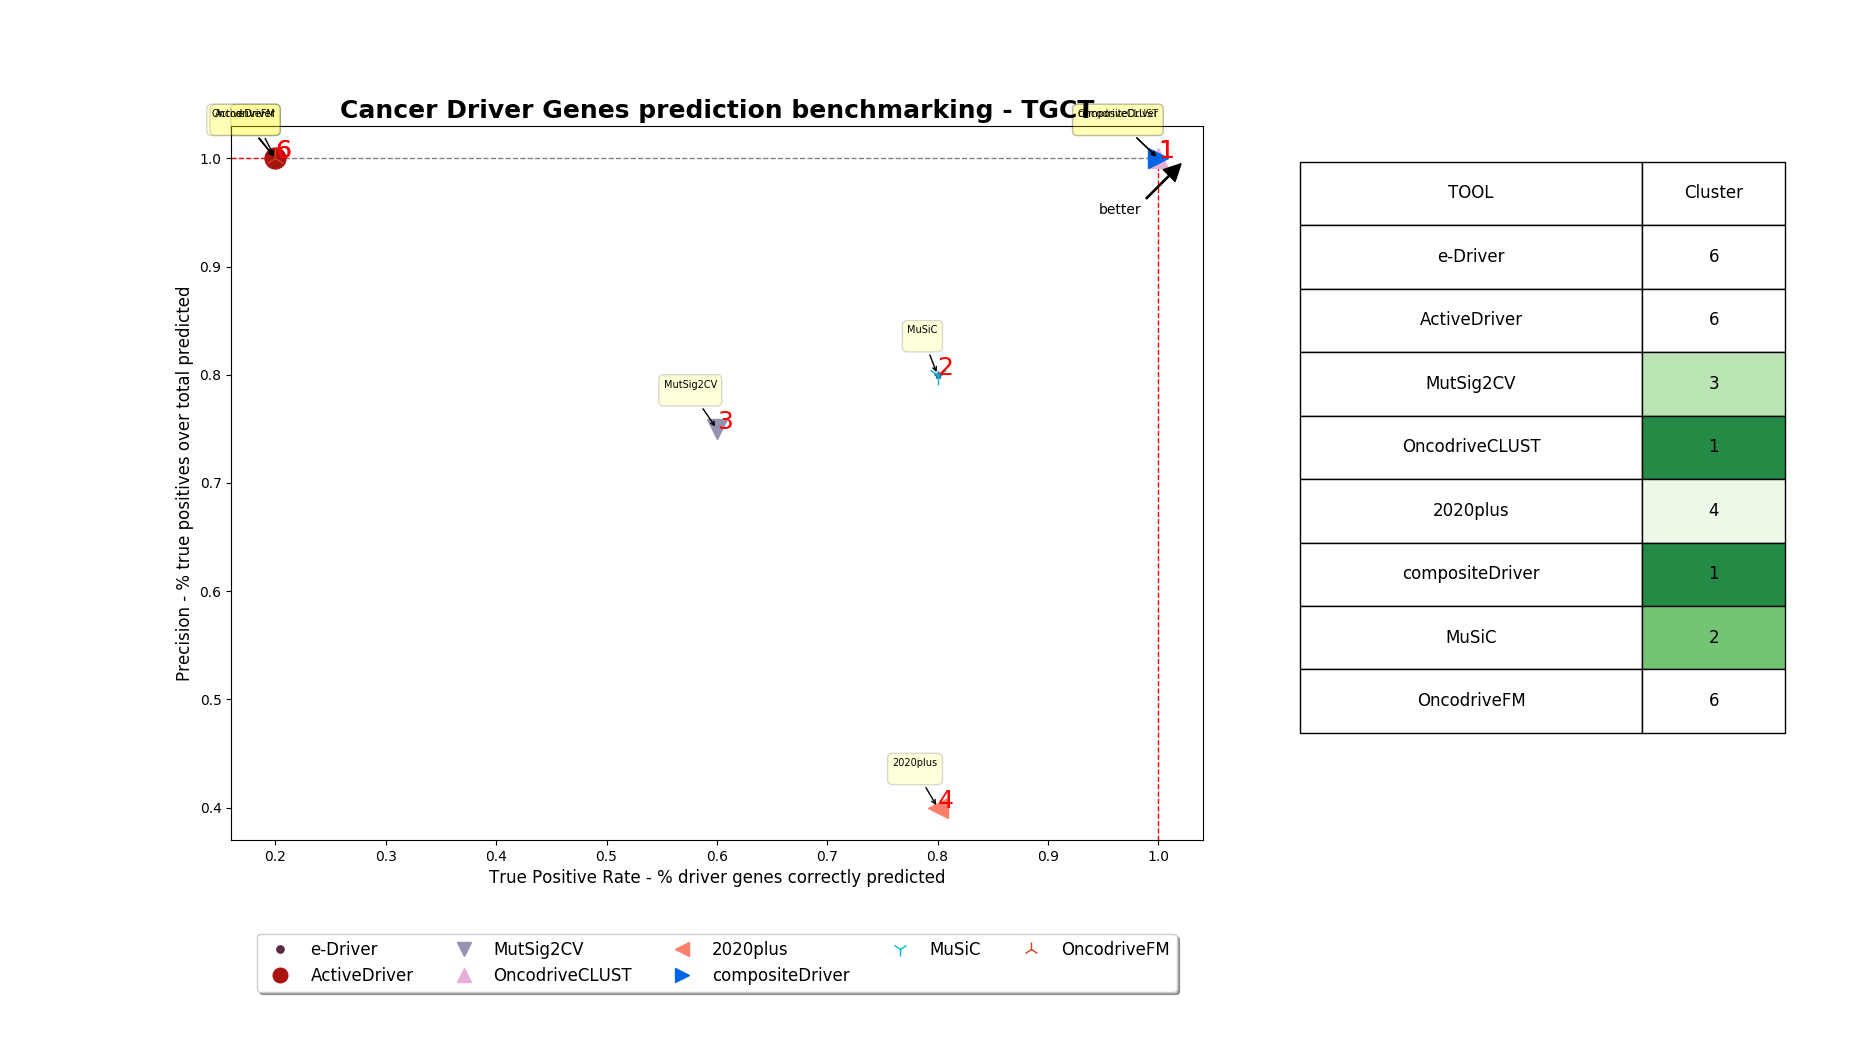 Cancer Driver Genes prediction benchmarking - TGCT
6
1
better
MuSiC
2
MutSig2CV
3
2020plus
4
Precision - % true positives over total predicted
1.0
0.9
0.8
0.7
0.6
0.5
0.4
0.2 0.3 0.4 0.5 0.6 0.7 0.8 0.9 1.0
True Positive Rate - % driver genes correctly predicted
e-Driver MutSig2CV 2020plus MuSiC OncodriveFM
ActiveDriver OncodriveCLUST compositeDriver
TOOL Cluster
e-Driver 6
ActiveDriver 6
MutSig2CV 3
OncodriveCLUST 1
2020plus 4
compositeDriver 1
MuSiC 2
OncodriveFM 6